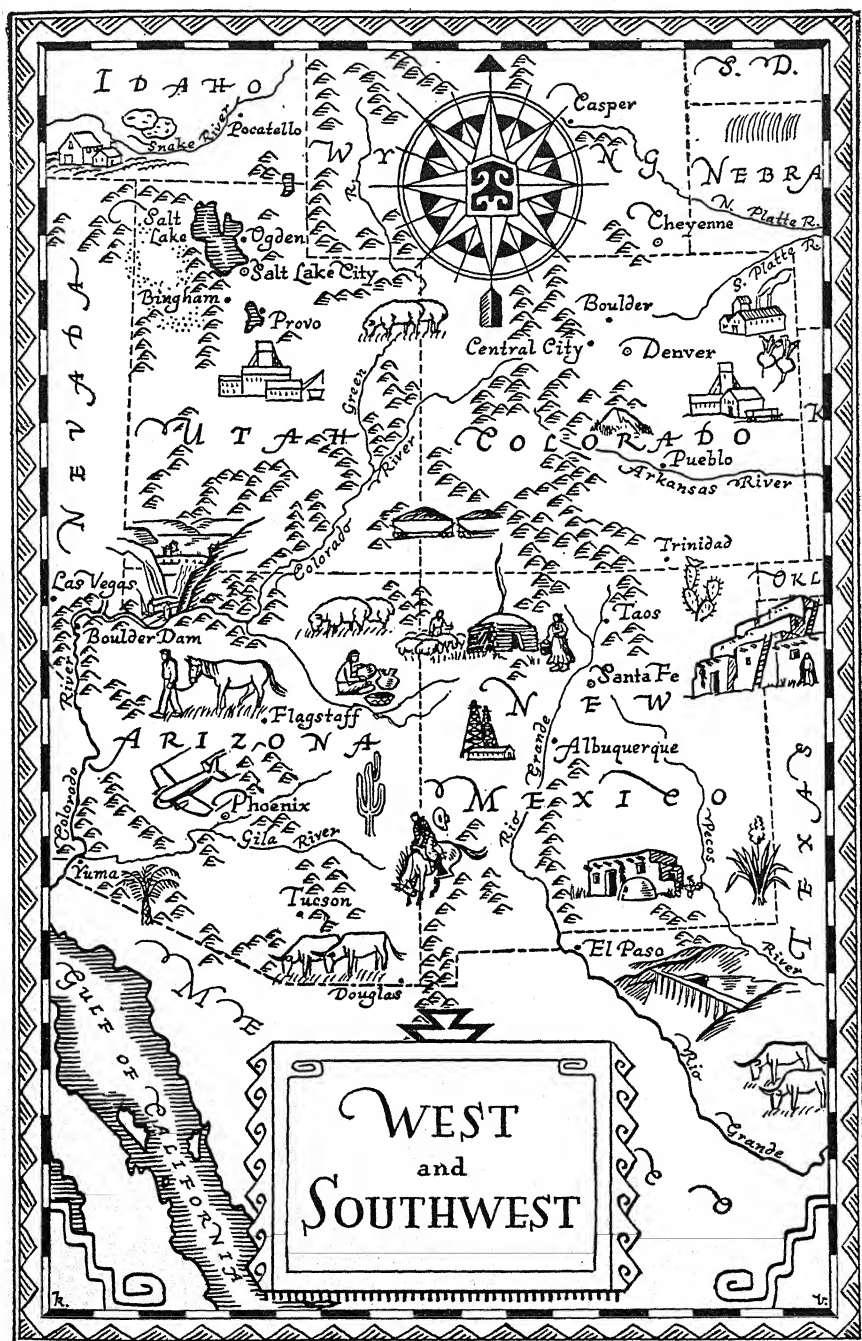 IDAHO
S. D.
Casper
Snake River
Pocatello
WYNG
NEBRA
R.
N. Platte R.
Salt
Lake
Ogden
Cheyenne
Salt Lake City
S. Platte R.
Bingham
Boulder
Provo
Central City
Denver
NEVADA
Green
UTAH
COLORADO
K
River
Pueblo
Arkansas River
Colorado
Trinidad
Las Vegas
OKL
Taos
Boulder Dam
River
Santa Fe
NEW
Flagstaff
ARIZONA
Albuquerque
Rio Grande
MEXICO
TEXAS
Colorado
Phoenix
Gila River
Pecos
Yuma
Tucson
El Paso
River
Douglas
ME
GULF OF CALIFORNIA
Rio
Grande
WEST
and
SOUTHWEST
C
O
k.
v.